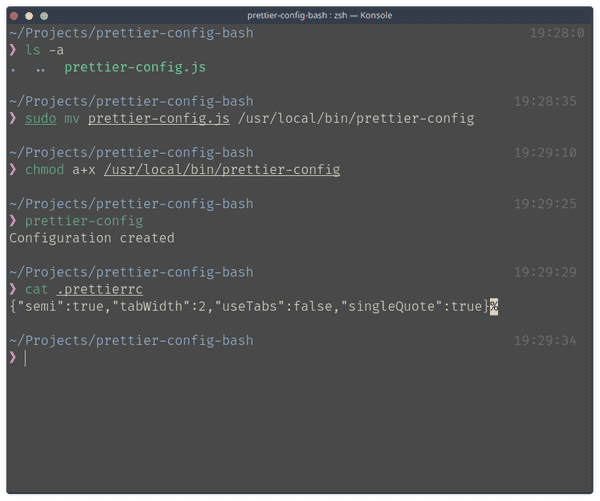 prettier-config-bash : zsh — Konsole
~/Projects/prettier-config-bash 19:28:0
❯ ls -a
. .. prettier-config.js
~/Projects/prettier-config-bash 19:28:35
❯ sudo mv prettier-config.js /usr/local/bin/prettier-config
~/Projects/prettier-config-bash 19:29:10
❯ chmod a+x /usr/local/bin/prettier-config
~/Projects/prettier-config-bash 19:29:25
❯ prettier-config
Configuration created
~/Projects/prettier-config-bash 19:29:29
❯ cat .prettierrc
{"semi":true,"tabWidth":2,"useTabs":false,"singleQuote":true}%
~/Projects/prettier-config-bash 19:29:34
❯